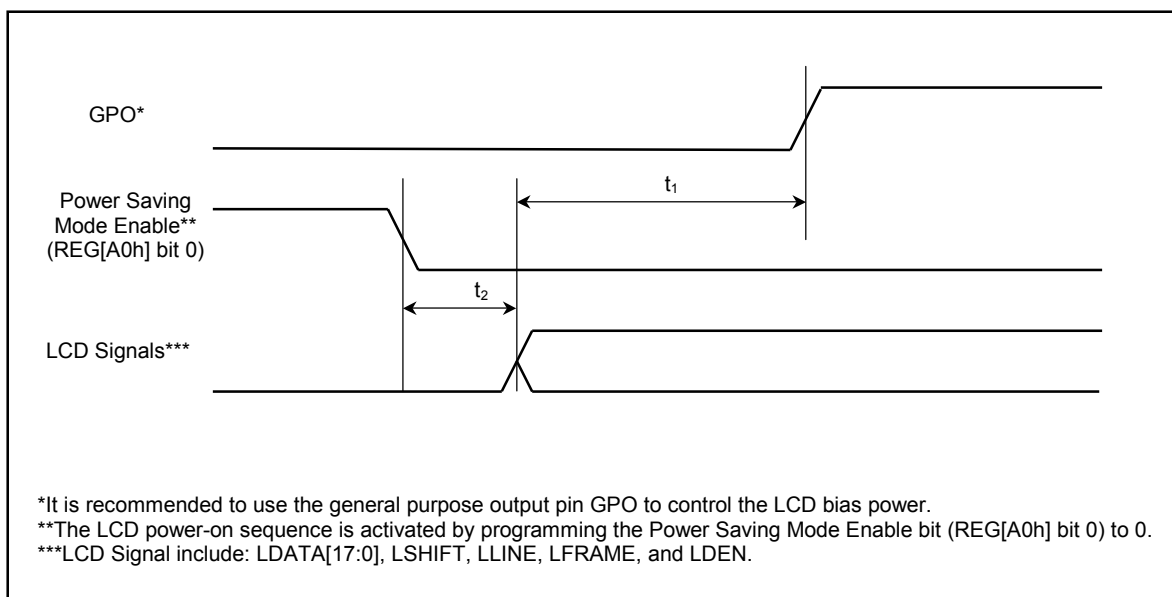 GPO*
t₁
Power Saving
Mode Enable**
(REG[A0h] bit 0)
t₂
LCD Signals***
*It is recommended to use the general purpose output pin GPO to control the LCD bias power.
**The LCD power-on sequence is activated by programming the Power Saving Mode Enable bit (REG[A0h] bit 0) to 0.
***LCD Signal include: LDATA[17:0], LSHIFT, LLINE, LFRAME, and LDEN.